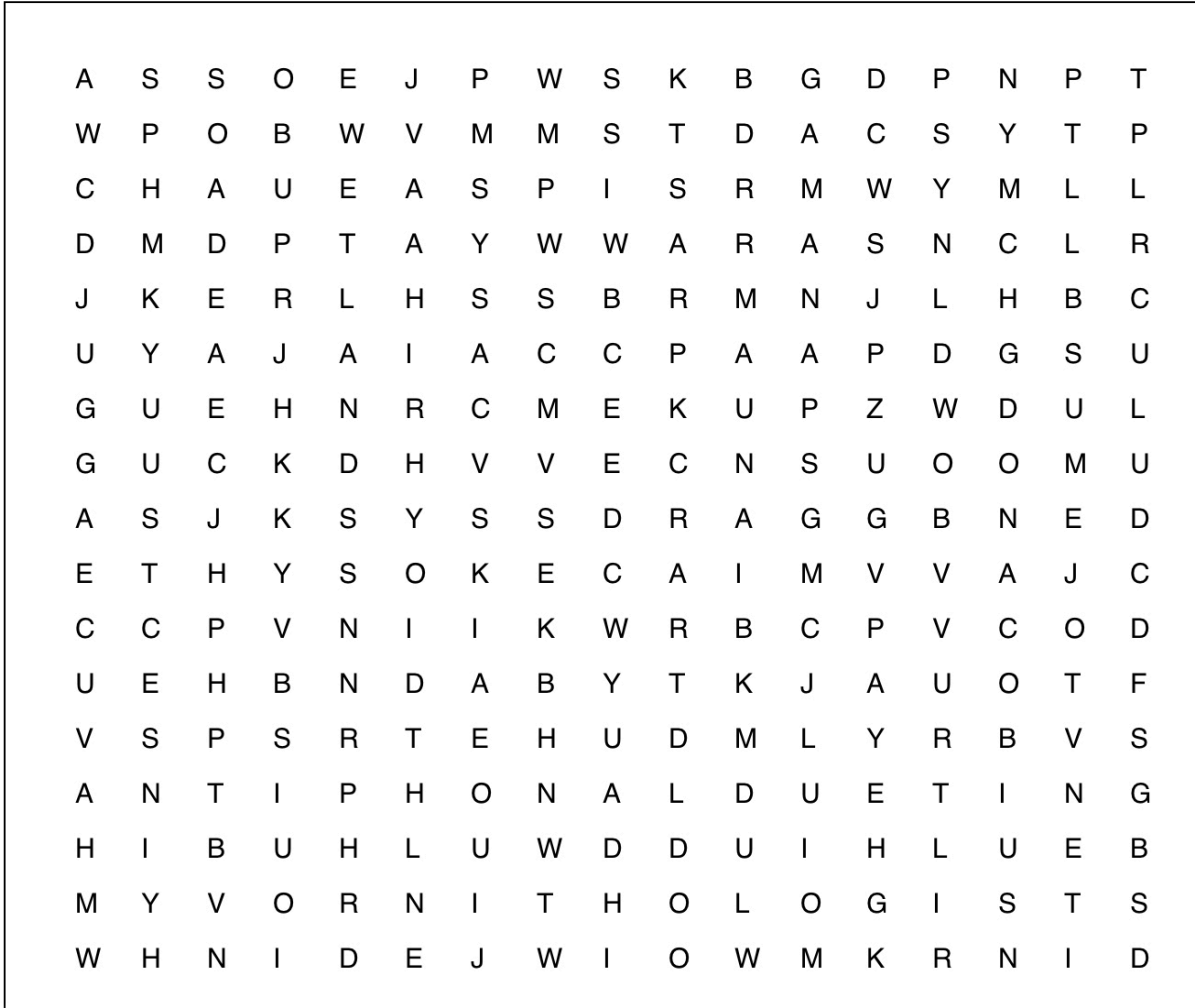 A S S O E J P W S K B G D P N P T
W P O B W V M M S T D A C S Y T P
C H A U E A S P I S R M W Y M L L
D M D P T A Y W W A R A S N C L R
J K E R L H S S B R M N J L H B C
U Y A J A I A C C P A A P D G S U
G U E H N R C M E K U P Z W D U L
G U C K D H V V E C N S U O O M U
A S J K S Y S S D R A G G B N E D
E T H Y S O K E C A I M V V A J C
C C P V N I I K W R B C P V C O D
U E H B N D A B Y T K J A U O T F
V S P S R T E H U D M L Y R B V S
A N T I P H O N A L D U E T I N G
H I B U H L U W D D U I H L U E B
M Y V O R N I T H O L O G I S T S
W H N I D E J W I O W M K R N I D